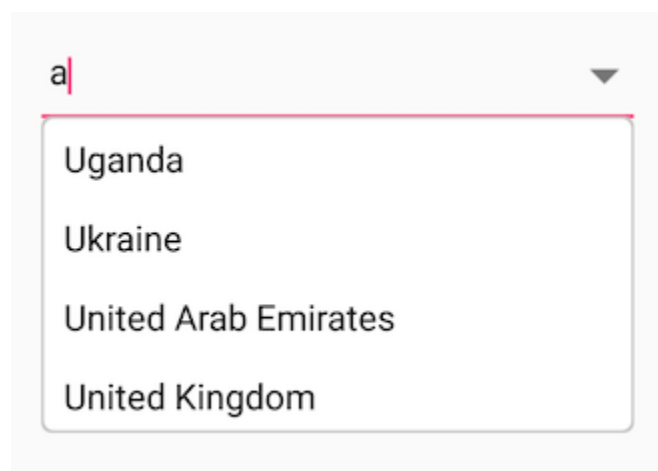 a
Uganda
Ukraine
United Arab Emirates
United Kingdom